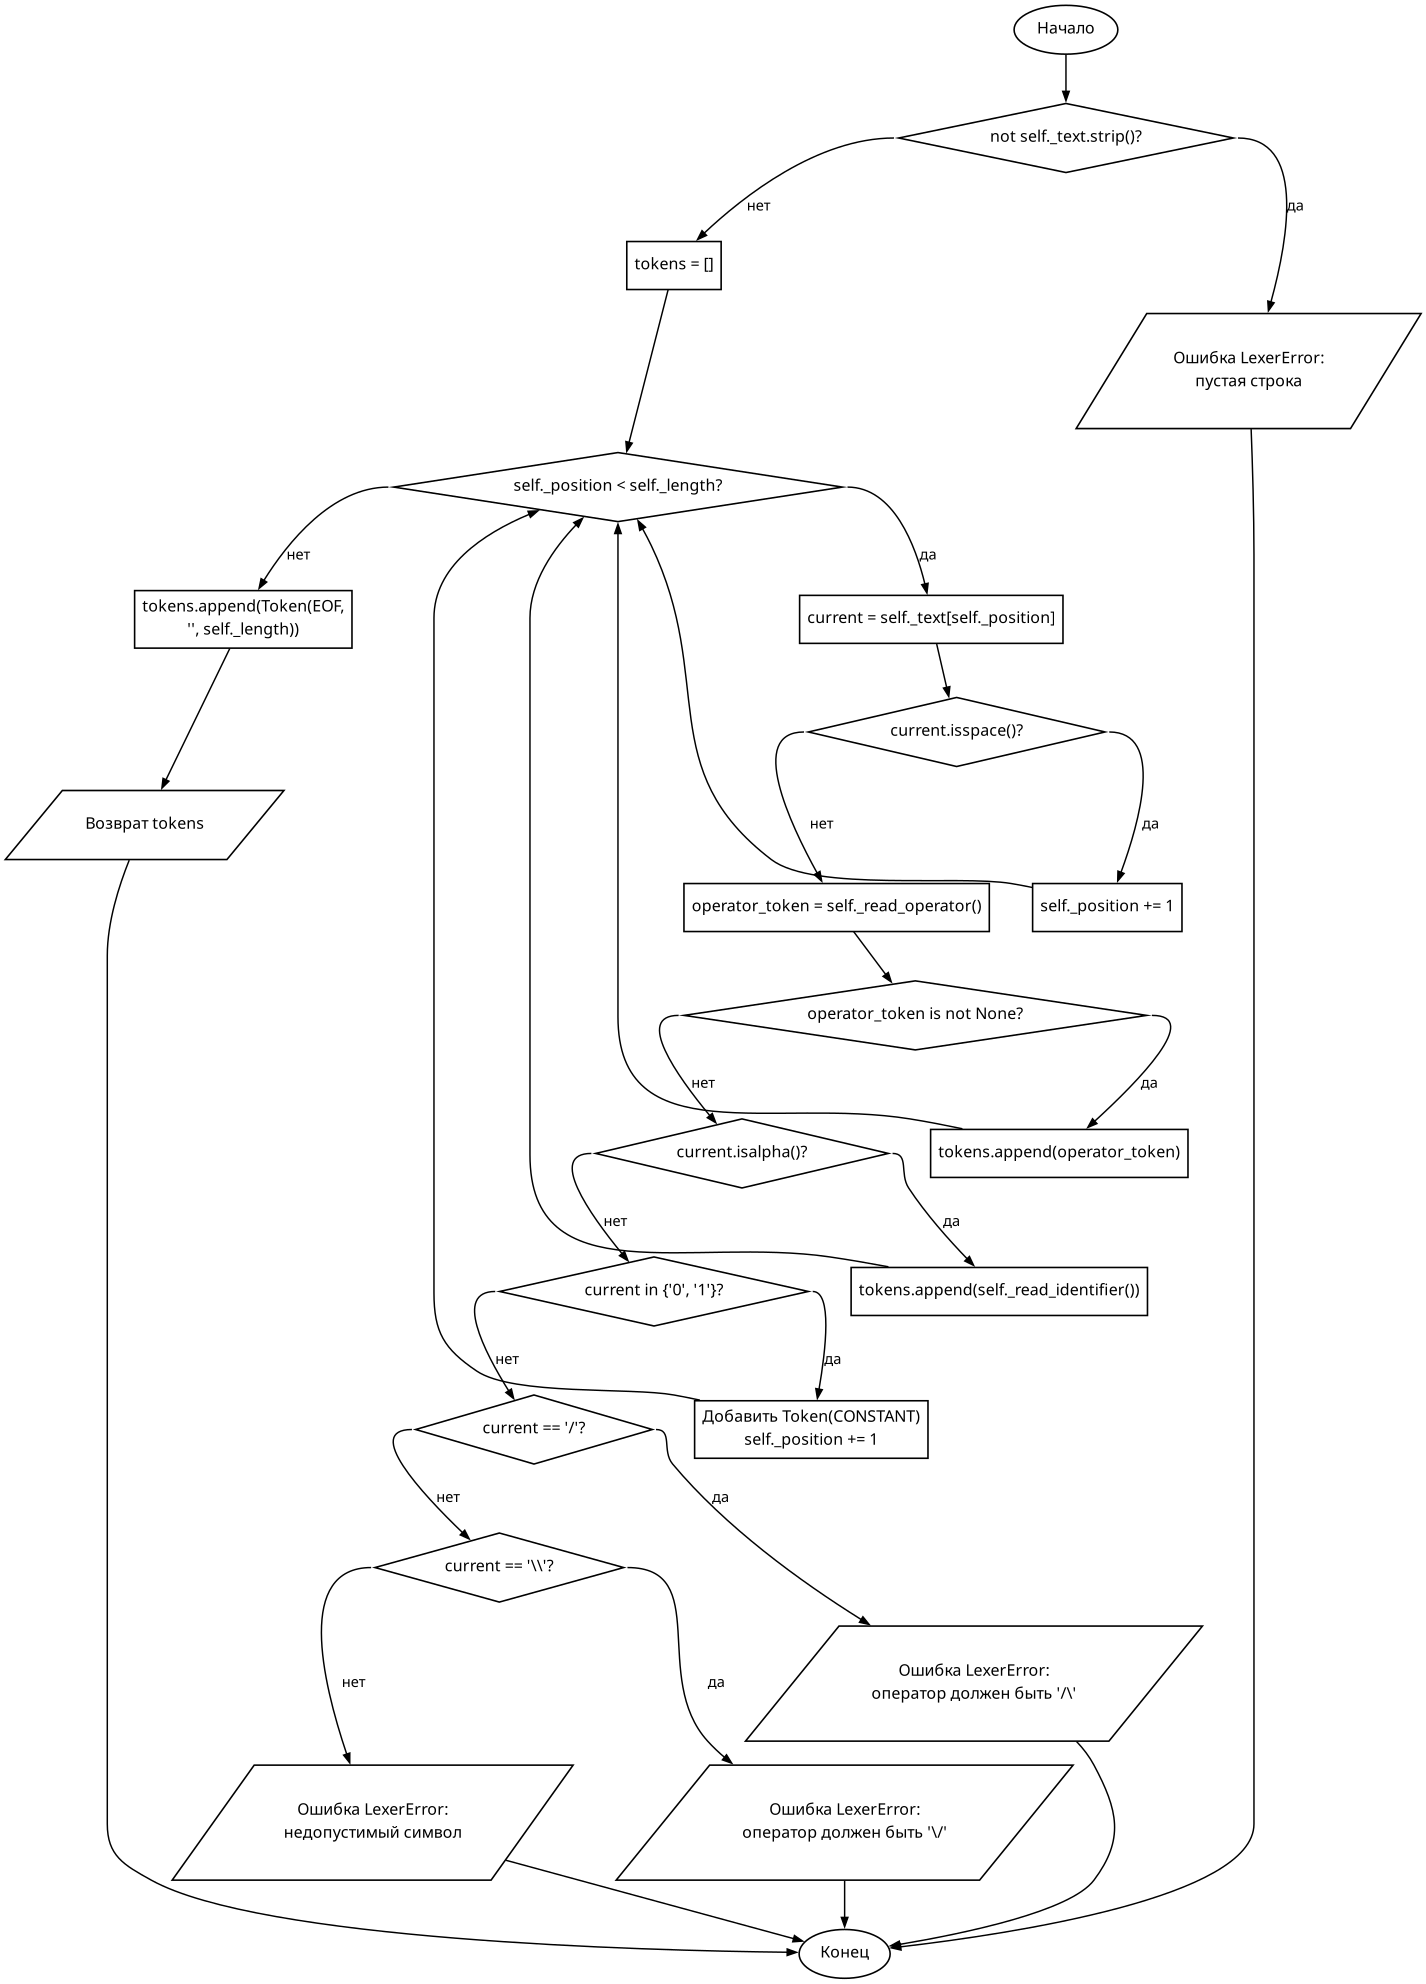 Начало
not self._text.strip()?
нет
да
tokens = []
Ошибка LexerError:
пустая строка
self._position < self._length?
нет
да
tokens.append(Token(EOF,
'', self._length))
current = self._text[self._position]
current.isspace()?
Возврат tokens
нет
да
operator_token = self._read_operator()
self._position += 1
operator_token is not None?
нет
да
current.isalpha()?
tokens.append(operator_token)
нет
да
current in {'0', '1'}?
tokens.append(self._read_identifier())
нет
да
current == '/'?
Добавить Token(CONSTANT)
self._position += 1
нет
да
current == '\\'?
нет
да
Ошибка LexerError:
оператор должен быть '/\'
Ошибка LexerError:
недопустимый символ
Ошибка LexerError:
оператор должен быть '\/'
Конец